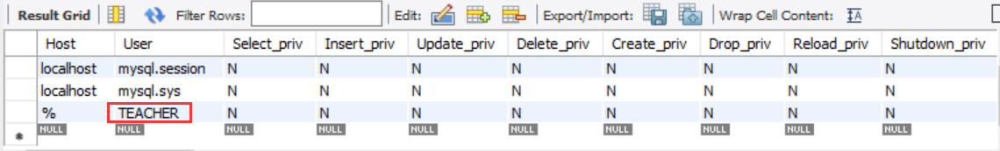 Result Grid Filter Rows: Edit: Export/Import: Wrap Cell Content: IA
Host User Select_priv Insert_priv Update_priv Delete_priv Create_priv Drop_priv Reload_priv Shutdown_priv
localhost mysql.session N N N N N N N N
localhost mysql.sys N N N N N N N N
% TEACHER N N N N N N N N
* NULL NULL NULL NULL NULL NULL NULL NULL NULL NULL